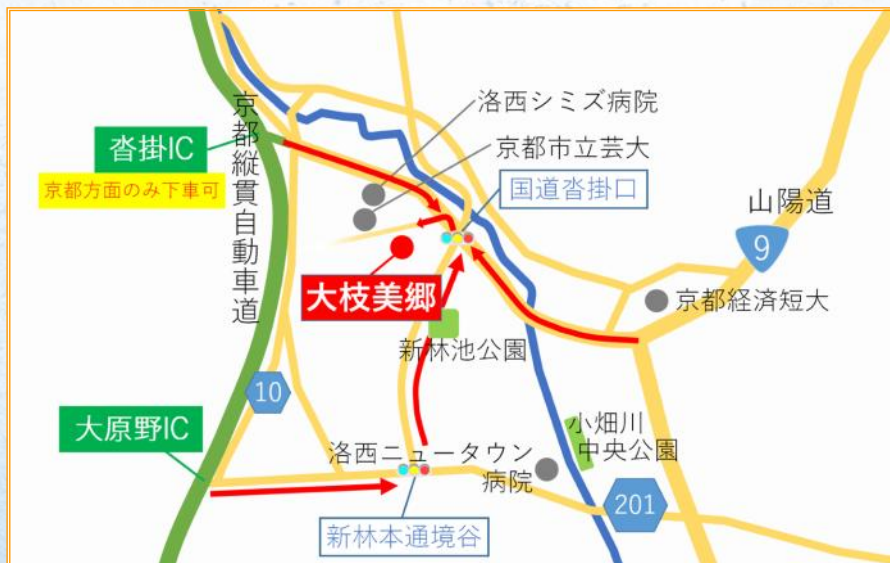 洛西シミズ病院
京都市立芸大
沓掛IC
京都方面のみ下車可
京都縦貫自動車道
国道沓掛口
山陽道
9
大枝美郷
京都経済短大
新林池公園
10
大原野IC
小畑川
中央公園
洛西ニュータウン
病院
201
新林本通境谷